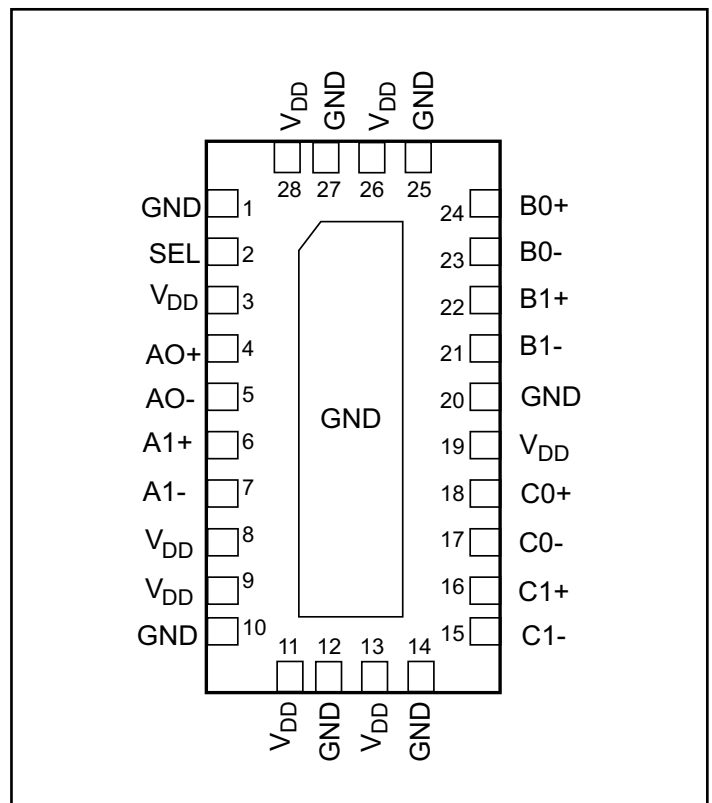 VDD GND VDD GND
28 27 26 25
GND 1
SEL 2
VDD 3
AO+ 4
AO- 5
A1+ 6
A1- 7
VDD 8
VDD 9
GND 10
GND
24 B0+
23 B0-
22 B1+
21 B1-
20 GND
19 VDD
18 C0+
17 C0-
16 C1+
15 C1-
11 12 13 14
VDD GND VDD GND